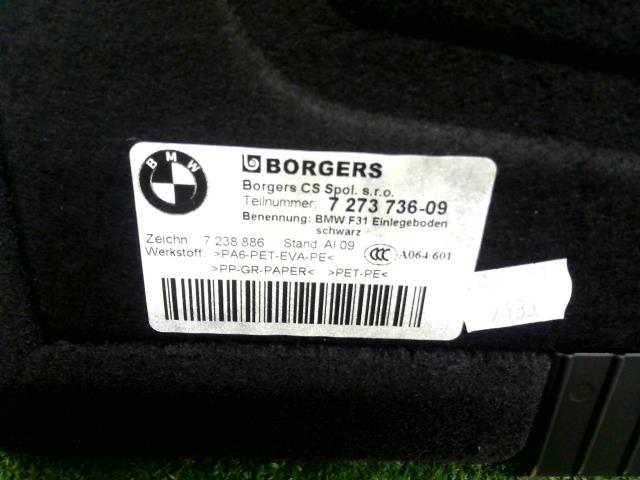 BMW
BORGERS
Borgers CS Spol. s.r.o.
Teilnummer: 7 273 736-09
Benennung: BMW F31 Einlegeboden
schwarz
Zeichn 7 238 886 Stand AI 09
Werkstoff: >PA6-PET-EVA-PE< CCC A064 601
>PP-GR-PAPER< >PET-PE<